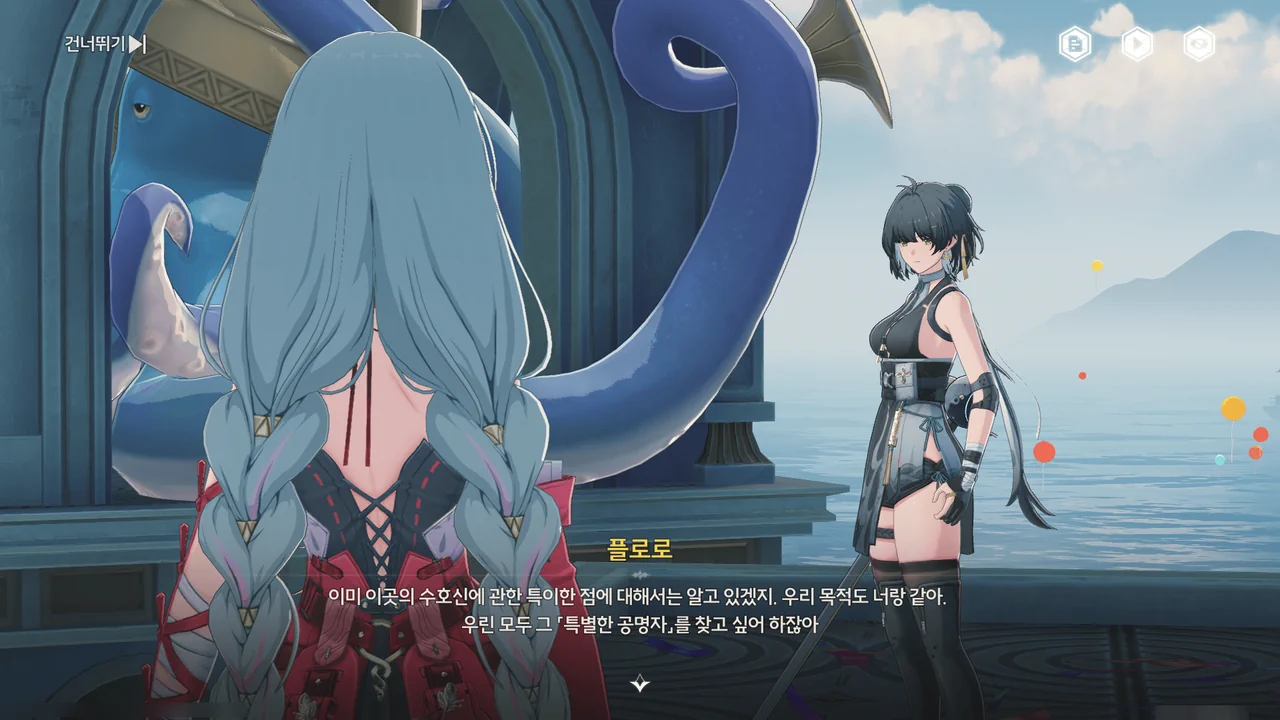 건너뛰기
플로로
이미 이곳의 수호신에 관한 특이한 점에 대해서는 알고 있겠지. 우리 목적도 너랑 같아.
우린 모두 그 「특별한 공명자」를 찾고 싶어 하잖아